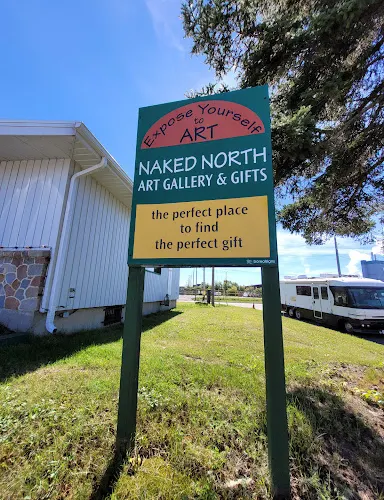 Expose Yourself
to
ART
NAKED NORTH
ART GALLERY & GIFTS
the perfect place
to find
the perfect gift